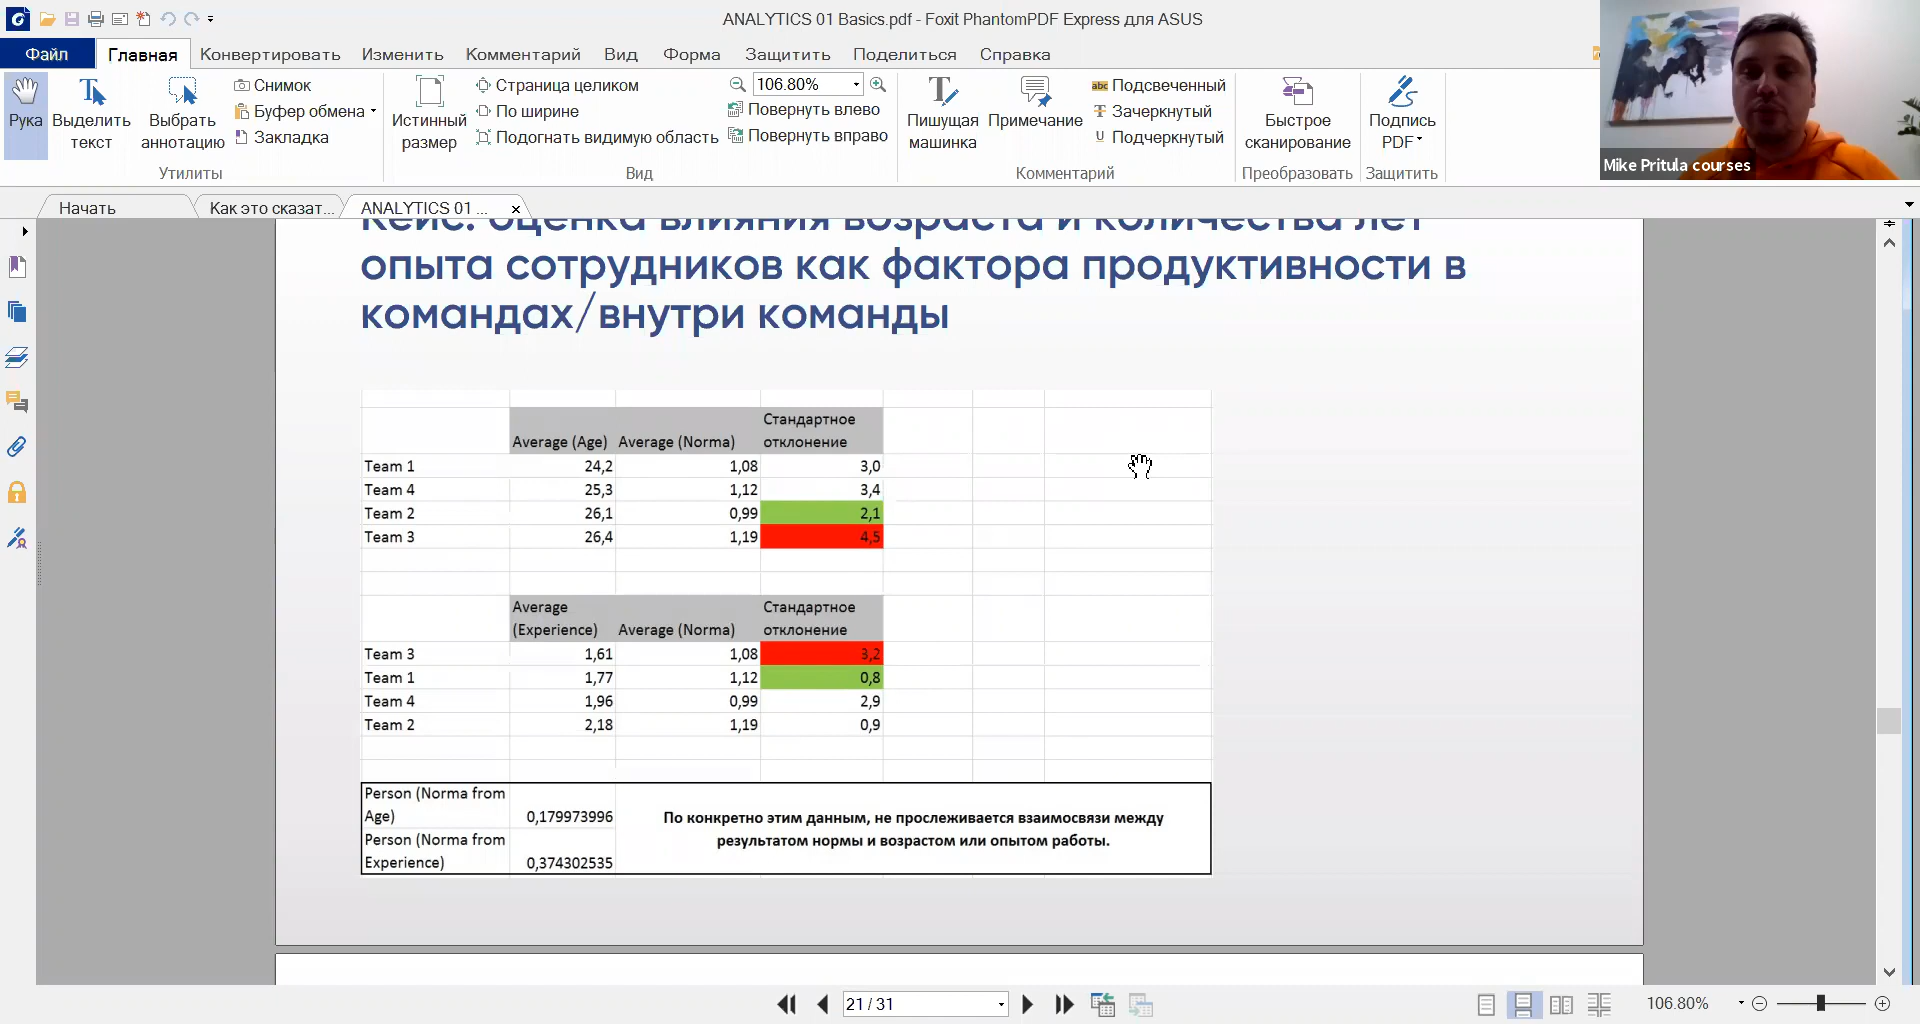 ANALYTICS 01 Basics.pdf - Foxit PhantomPDF Express для ASUS
Файл
Главная
Конвертировать
Изменить
Комментарий
Вид
Форма
Защитить
Поделиться
Справка
Рука
Выделить текст
Выбрать аннотацию
Снимок
Буфер обмена
Закладка
Утилиты
Истинный размер
Страница целиком
По ширине
Подогнать видимую область
106.80%
Повернуть влево
Повернуть вправо
Вид
Пишущая машинка
Примечание
abc Подсвеченный
Т Зачеркнутый
U Подчеркнутый
Комментарий
Быстрое сканирование
Преобразовать
Подпись PDF
Защитить
Mike Pritula courses
Начать
Как это сказат...
ANALYTICS 01 ...
Кейс: оценка влияния возраста и количества лет
опыта сотрудников как фактора продуктивности в
командах/внутри команды
Average (Age) Average (Norma) Стандартное отклонение
Team 1 24,2 1,08 3,0
Team 4 25,3 1,12 3,4
Team 2 26,1 0,99 2,1
Team 3 26,4 1,19 4,5
Average (Experience) Average (Norma) Стандартное отклонение
Team 3 1,61 1,08 3,2
Team 1 1,77 1,12 0,8
Team 4 1,96 0,99 2,9
Team 2 2,18 1,19 0,9
Person (Norma from Age) 0,179973996
Person (Norma from Experience) 0,374302535
По конкретно этим данным, не прослеживается взаимосвязи между
результатом нормы и возрастом или опытом работы.
21 / 31
106.80%